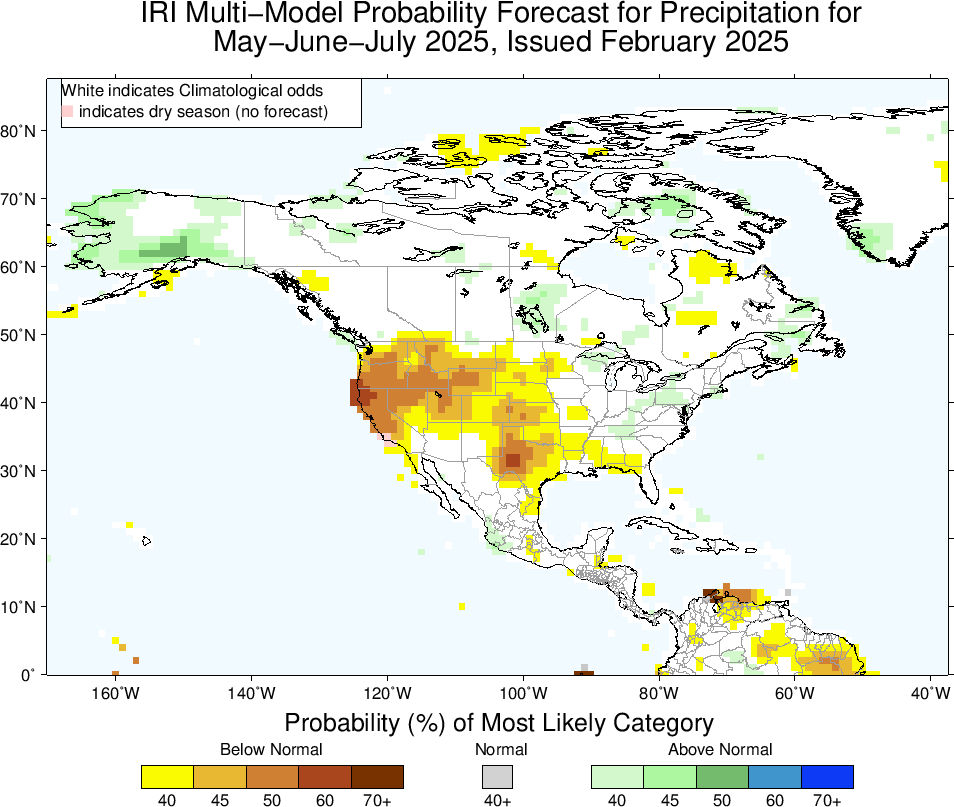 IRI Multi−Model Probability Forecast for Precipitation for
May−June−July 2025, Issued February 2025
White indicates Climatological odds
indicates dry season (no forecast)
80°N
70°N
60°N
50°N
40°N
30°N
20°N
10°N
0°
160°W 140°W 120°W 100°W 80°W 60°W 40°W
Probability (%) of Most Likely Category
Below Normal Normal Above Normal
40 45 50 60 70+ 40+ 40 45 50 60 70+